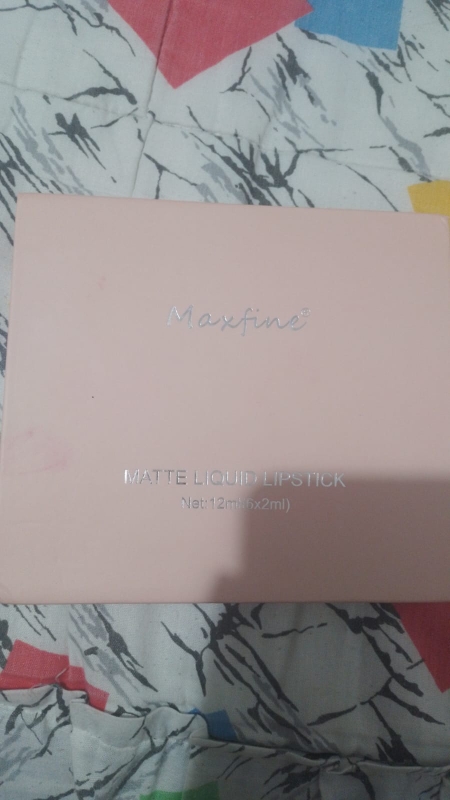 Maxfine®
MATTE LIQUID LIPSTICK
Net:12ml(6x2ml)